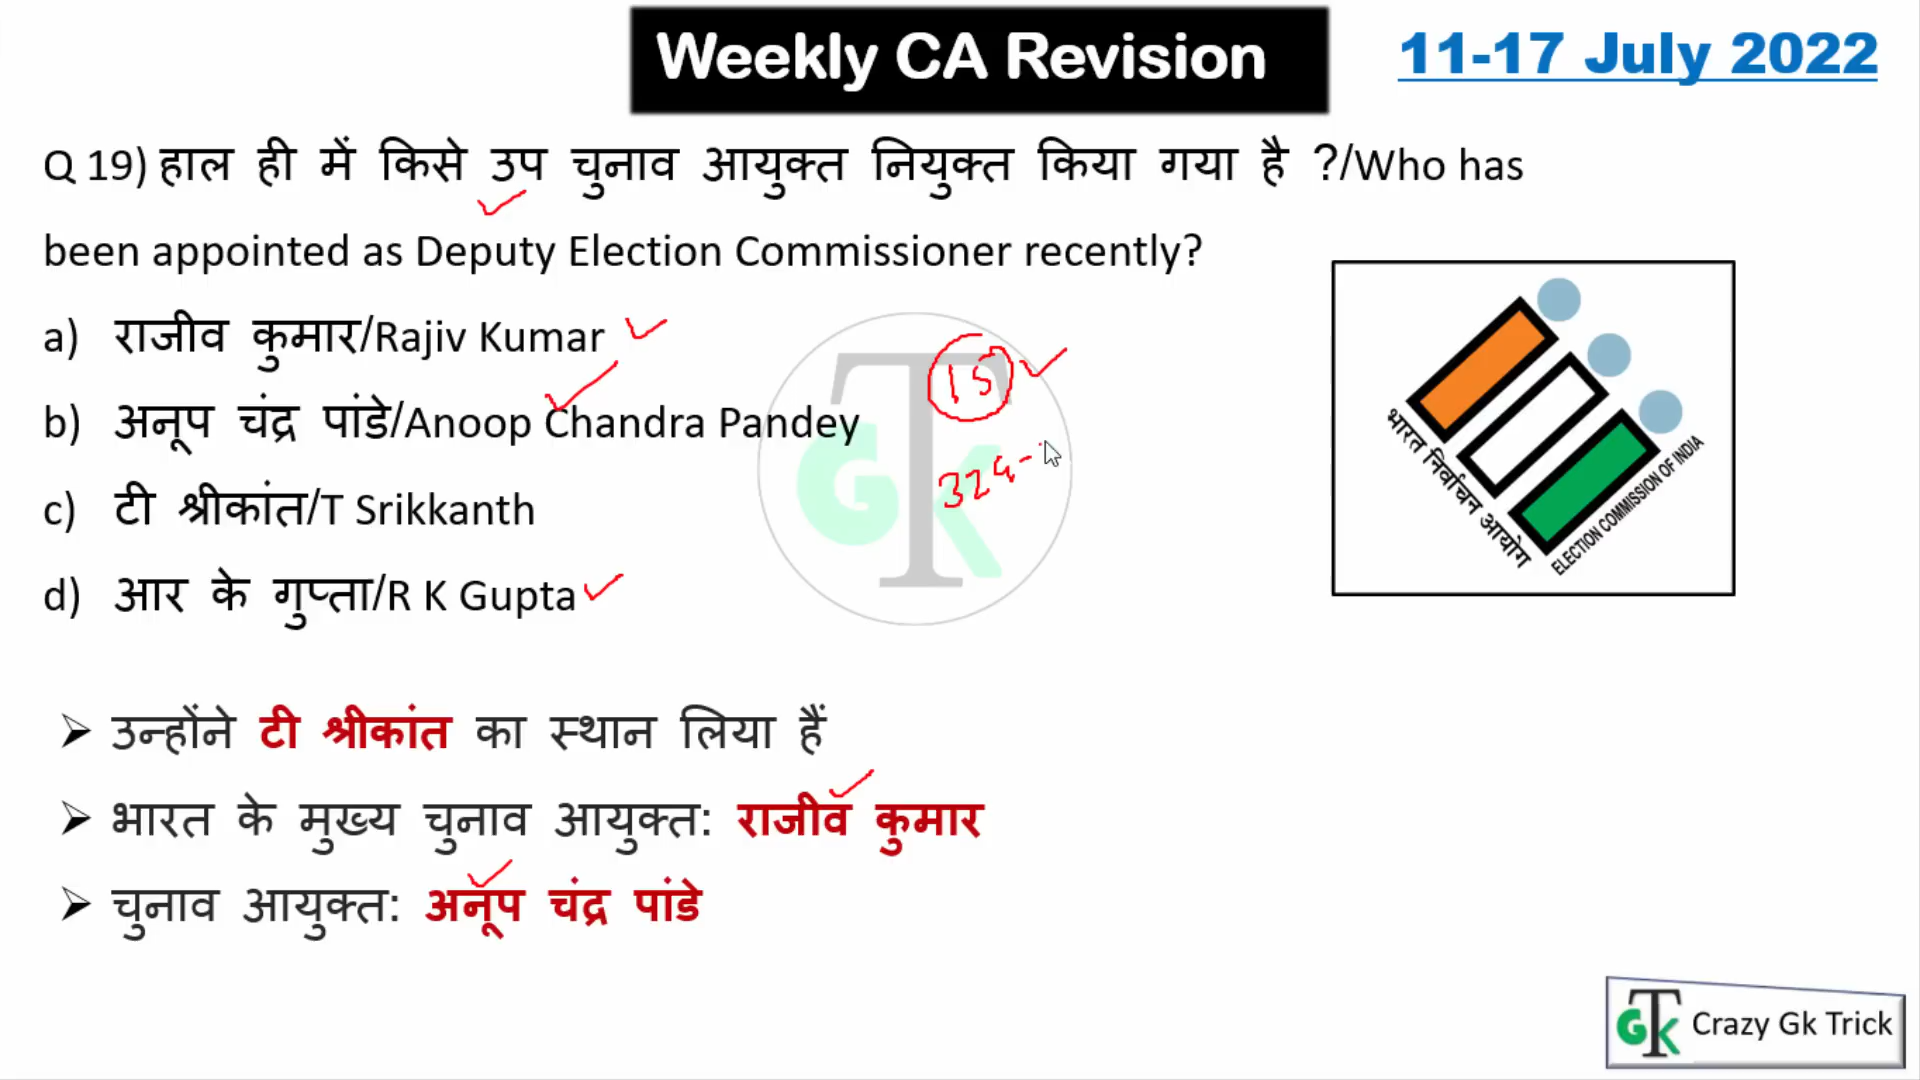 Weekly CA Revision
11-17 July 2022
Q 19) हाल ही में किसे उप चुनाव आयुक्त नियुक्त किया गया है ?/Who has
been appointed as Deputy Election Commissioner recently?
a) राजीव कुमार/Rajiv Kumar
b) अनूप चंद्र पांडे/Anoop Chandra Pandey
c) टी श्रीकांत/T Srikkanth
d) आर के गुप्ता/R K Gupta
15
324-
भारत निर्वाचन आयोग
ELECTION COMMISSION OF INDIA
TGK
➢ उन्होंने टी श्रीकांत का स्थान लिया हैं
➢ भारत के मुख्य चुनाव आयुक्त: राजीव कुमार
➢ चुनाव आयुक्त: अनूप चंद्र पांडे
TGK Crazy Gk Trick